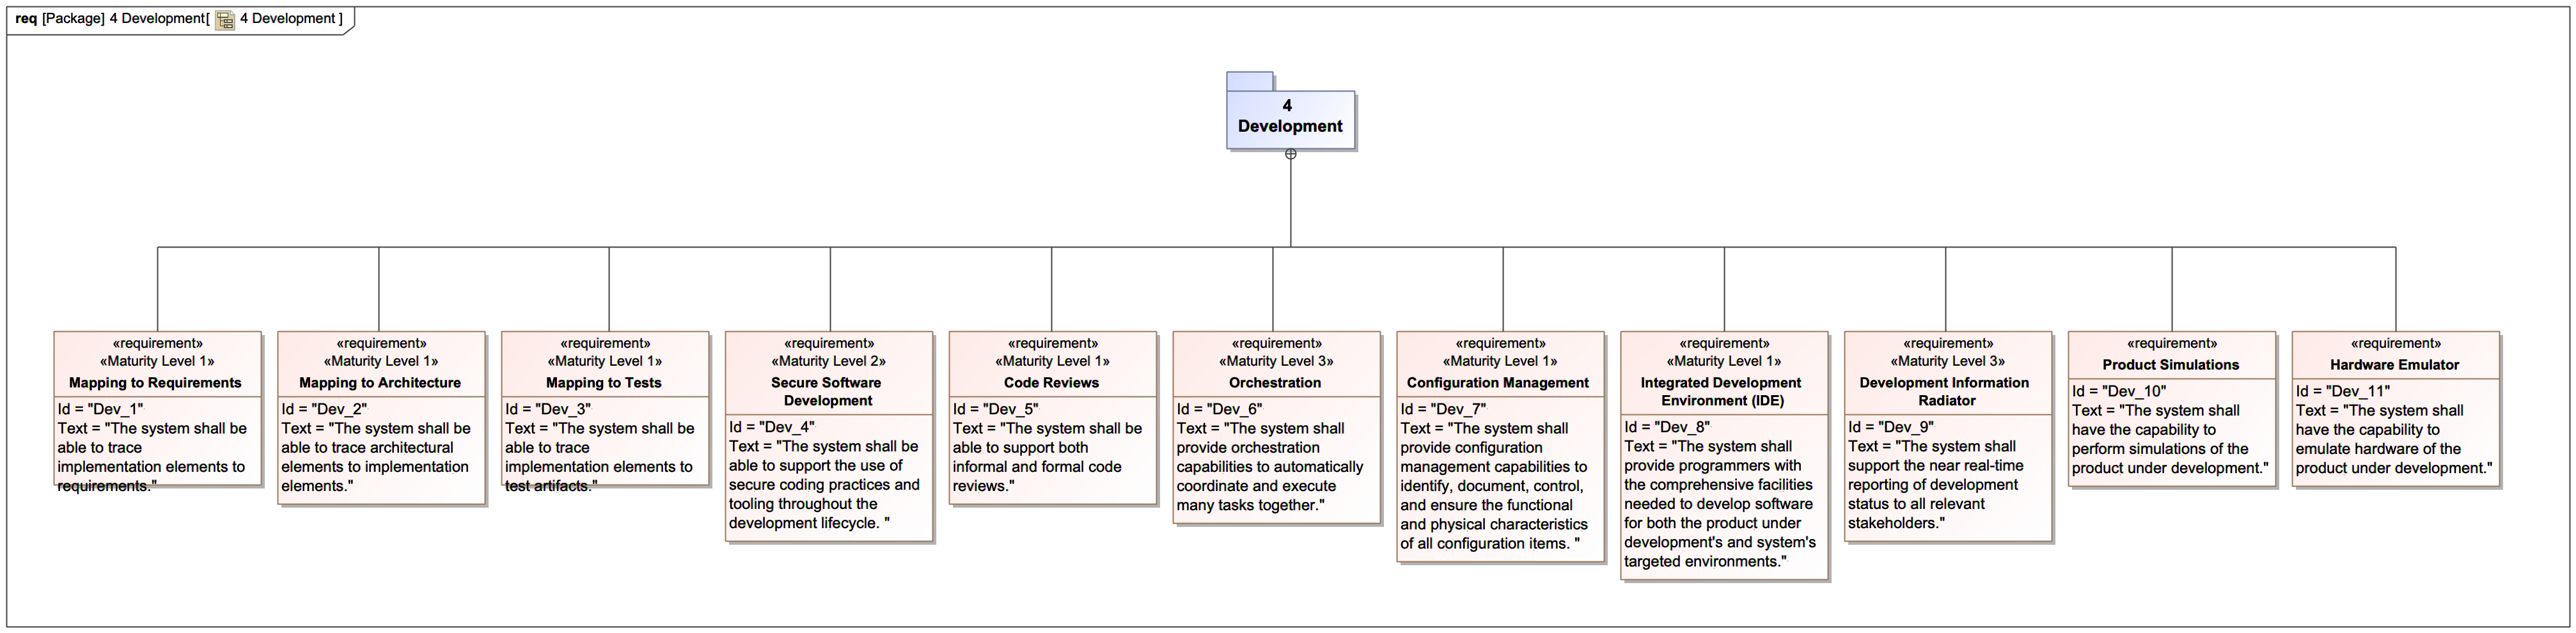 req [Package] 4 Development[ 4 Development ]
4
Development
«requirement»
«Maturity Level 1»
Mapping to Requirements
Id = "Dev_1"
Text = "The system shall be
able to trace
implementation elements to
requirements."
«requirement»
«Maturity Level 1»
Mapping to Architecture
Id = "Dev_2"
Text = "The system shall be
able to trace architectural
elements to implementation
elements."
«requirement»
«Maturity Level 1»
Mapping to Tests
Id = "Dev_3"
Text = "The system shall be
able to trace
implementation elements to
test artifacts."
«requirement»
«Maturity Level 2»
Secure Software
Development
Id = "Dev_4"
Text = "The system shall be
able to support the use of
secure coding practices and
tooling throughout the
development lifecycle. "
«requirement»
«Maturity Level 1»
Code Reviews
Id = "Dev_5"
Text = "The system shall be
able to support both
informal and formal code
reviews."
«requirement»
«Maturity Level 3»
Orchestration
Id = "Dev_6"
Text = "The system shall
provide orchestration
capabilities to automatically
coordinate and execute
many tasks together."
«requirement»
«Maturity Level 1»
Configuration Management
Id = "Dev_7"
Text = "The system shall
provide configuration
management capabilities to
identify, document, control,
and ensure the functional
and physical characteristics
of all configuration items. "
«requirement»
«Maturity Level 1»
Integrated Development
Environment (IDE)
Id = "Dev_8"
Text = "The system shall
provide programmers with
the comprehensive facilities
needed to develop software
for both the product under
development's and system's
targeted environments."
«requirement»
«Maturity Level 3»
Development Information
Radiator
Id = "Dev_9"
Text = "The system shall
support the near real-time
reporting of development
status to all relevant
stakeholders."
«requirement»
Product Simulations
Id = "Dev_10"
Text = "The system shall
have the capability to
perform simulations of the
product under development."
«requirement»
Hardware Emulator
Id = "Dev_11"
Text = "The system shall
have the capability to
emulate hardware of the
product under development."